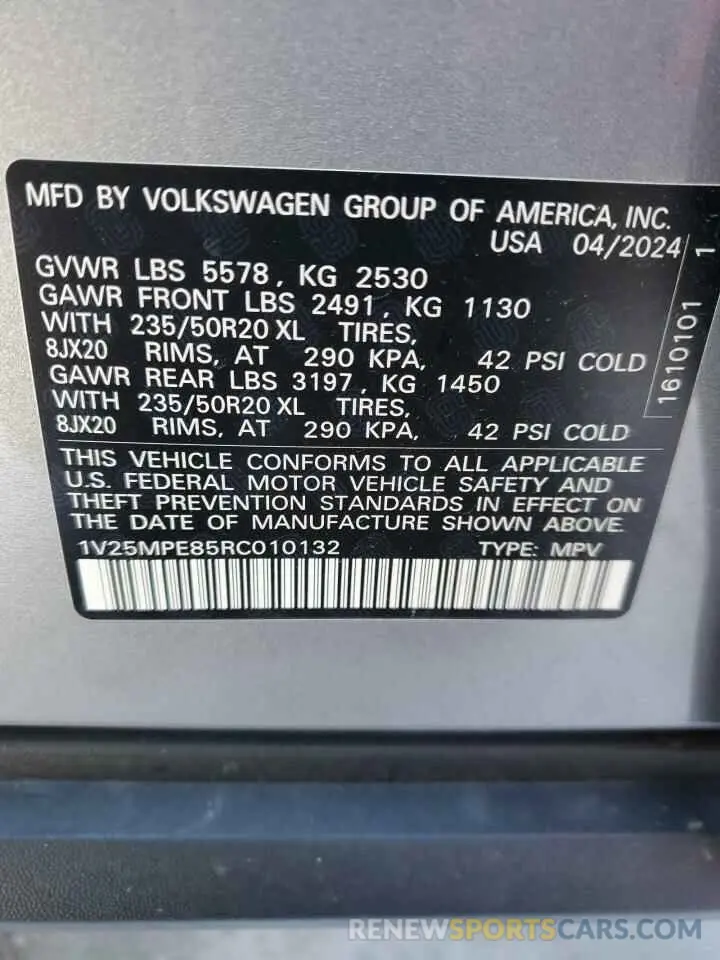 MFD BY VOLKSWAGEN GROUP OF AMERICA, INC.
USA 04/2024
GVWR LBS 5578, KG 2530
GAWR FRONT LBS 2491, KG 1130
WITH 235/50R20 XL TIRES,
8JX20 RIMS, AT 290 KPA, 42 PSI COLD
GAWR REAR LBS 3197, KG 1450
WITH 235/50R20 XL TIRES,
8JX20 RIMS, AT 290 KPA, 42 PSI COLD
1610101 1
THIS VEHICLE CONFORMS TO ALL APPLICABLE
U.S. FEDERAL MOTOR VEHICLE SAFETY AND
THEFT PREVENTION STANDARDS IN EFFECT ON
THE DATE OF MANUFACTURE SHOWN ABOVE.
1V25MPE85RC010132 TYPE: MPV
RENEWSPORTSCARS.COM